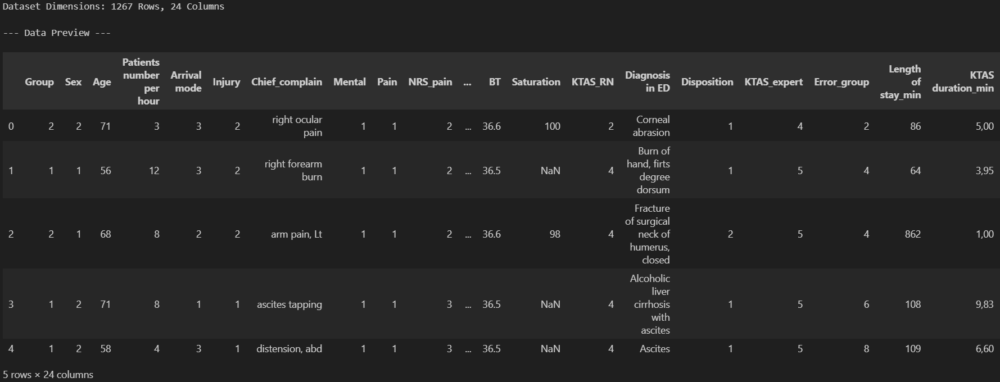 Dataset Dimensions: 1267 Rows, 24 Columns
--- Data Preview ---
Group Sex Age Patients number per hour Arrival mode Injury Chief_complain Mental Pain NRS_pain ... BT Saturation KTAS_RN Diagnosis in ED Disposition KTAS_expert Error_group Length of stay_min KTAS duration_min
0 2 2 71 3 3 2 right ocular pain 1 1 2 ... 36.6 100 2 Corneal abrasion 1 4 2 86 5,00
1 1 1 56 12 3 2 right forearm burn 1 1 2 ... 36.5 NaN 4 Burn of hand, firts degree dorsum 1 5 4 64 3,95
2 2 1 68 8 2 2 arm pain, Lt 1 1 2 ... 36.6 98 4 Fracture of surgical neck of humerus, closed 2 5 4 862 1,00
3 1 2 71 8 1 1 ascites tapping 1 1 3 ... 36.5 NaN 4 Alcoholic liver cirrhosis with ascites 1 5 6 108 9,83
4 1 2 58 4 3 1 distension, abd 1 1 3 ... 36.5 NaN 4 Ascites 1 5 8 109 6,60
5 rows × 24 columns